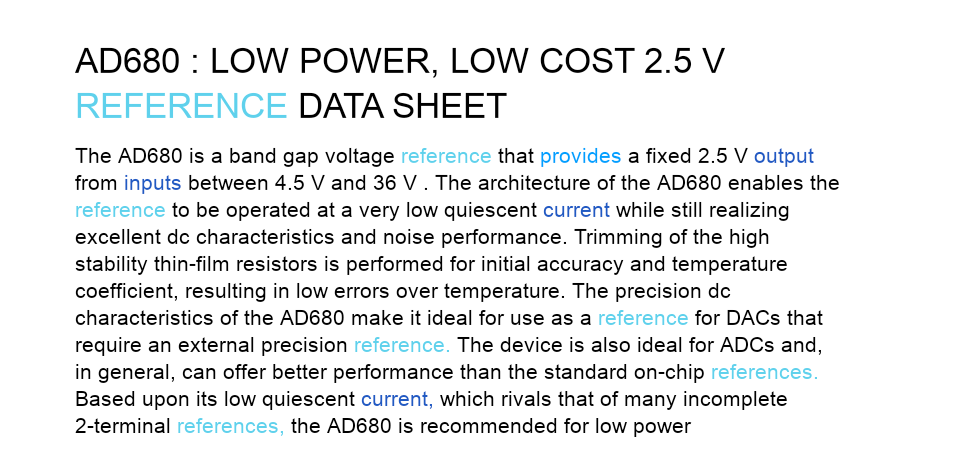 AD680 : LOW POWER, LOW COST 2.5 V
REFERENCE DATA SHEET
The AD680 is a band gap voltage reference that provides a fixed 2.5 V output
from inputs between 4.5 V and 36 V . The architecture of the AD680 enables the
reference to be operated at a very low quiescent current while still realizing
excellent dc characteristics and noise performance. Trimming of the high
stability thin-film resistors is performed for initial accuracy and temperature
coefficient, resulting in low errors over temperature. The precision dc
characteristics of the AD680 make it ideal for use as a reference for DACs that
require an external precision reference. The device is also ideal for ADCs and,
in general, can offer better performance than the standard on-chip references.
Based upon its low quiescent current, which rivals that of many incomplete
2-terminal references, the AD680 is recommended for low power